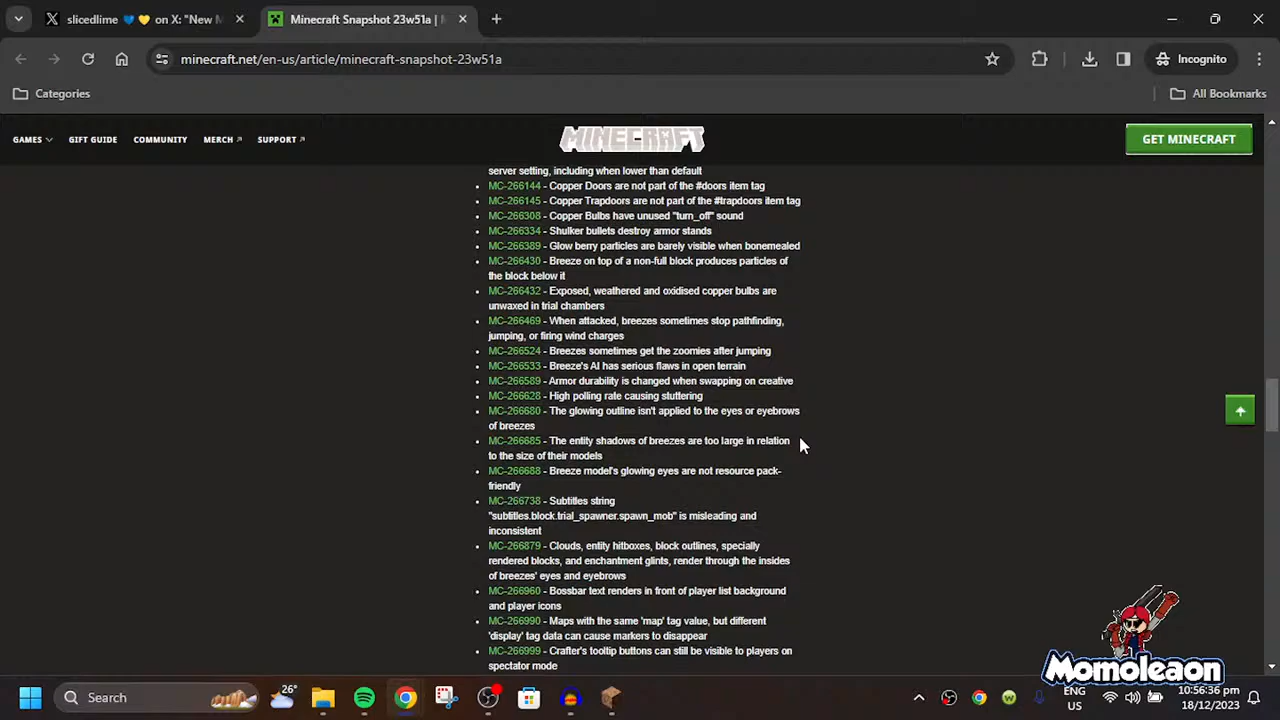 slicedlime 💙💛 on X: "New M
Minecraft Snapshot 23w51a |
minecraft.net/en-us/article/minecraft-snapshot-23w51a
Incognito
Categories
All Bookmarks
GAMES
GIFT GUIDE
COMMUNITY
MERCH
SUPPORT
MINECRAFT
GET MINECRAFT
server setting, including when lower than default
MC-266144 - Copper Doors are not part of the #doors item tag
MC-266145 - Copper Trapdoors are not part of the #trapdoors item tag
MC-266308 - Copper Bulbs have unused "turn_off" sound
MC-266334 - Shulker bullets destroy armor stands
MC-266389 - Glow berry particles are barely visible when bonemealed
MC-266430 - Breeze on top of a non-full block produces particles of
the block below it
MC-266432 - Exposed, weathered and oxidised copper bulbs are
unwaxed in trial chambers
MC-266469 - When attacked, breezes sometimes stop pathfinding,
jumping, or firing wind charges
MC-266524 - Breezes sometimes get the zoomies after jumping
MC-266533 - Breeze's AI has serious flaws in open terrain
MC-266589 - Armor durability is changed when swapping on creative
MC-266628 - High polling rate causing stuttering
MC-266680 - The glowing outline isn't applied to the eyes or eyebrows
of breezes
MC-266685 - The entity shadows of breezes are too large in relation
to the size of their models
MC-266688 - Breeze model's glowing eyes are not resource pack-
friendly
MC-266738 - Subtitles string
"subtitles.block.trial_spawner.spawn_mob" is misleading and
inconsistent
MC-266879 - Clouds, entity hitboxes, block outlines, specially
rendered blocks, and enchantment glints, render through the insides
of breezes' eyes and eyebrows
MC-266960 - Bossbar text renders in front of player list background
and player icons
MC-266990 - Maps with the same 'map' tag value, but different
'display' tag data can cause markers to disappear
MC-266999 - Crafter's tooltip buttons can still be visible to players on
spectator mode
Momoleaon
Search
26°
ENG
US
10:56:36 pm
18/12/2023